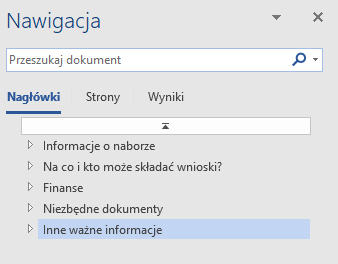 Nawigacja
Przeszukaj dokument
Nagłówki Strony Wyniki
Informacje o naborze
Na co i kto może składać wnioski?
Finanse
Niezbędne dokumenty
Inne ważne informacje